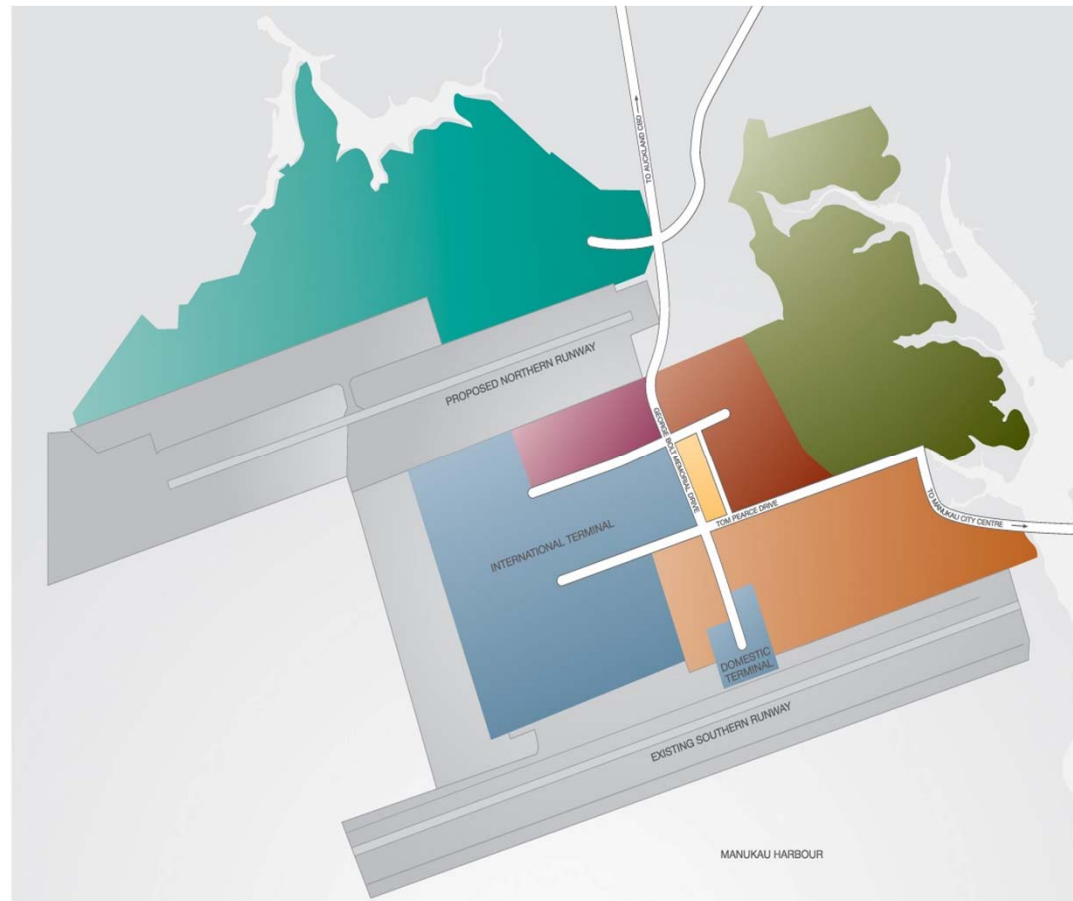 TO AUCKLAND CBD
PROPOSED NORTHERN RUNWAY
GEORGE BOLT MEMORIAL DRIVE
TOM PEARCE DRIVE
TO MANUKAU CITY CENTRE
INTERNATIONAL TERMINAL
DOMESTIC
TERMINAL
EXISTING SOUTHERN RUNWAY
MANUKAU HARBOUR